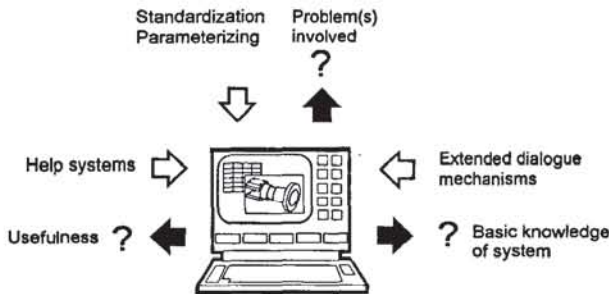 Standardization
Parameterizing
Problem(s)
involved
?
Help systems
Extended dialogue
mechanisms
Usefulness ?
? Basic knowledge
of system